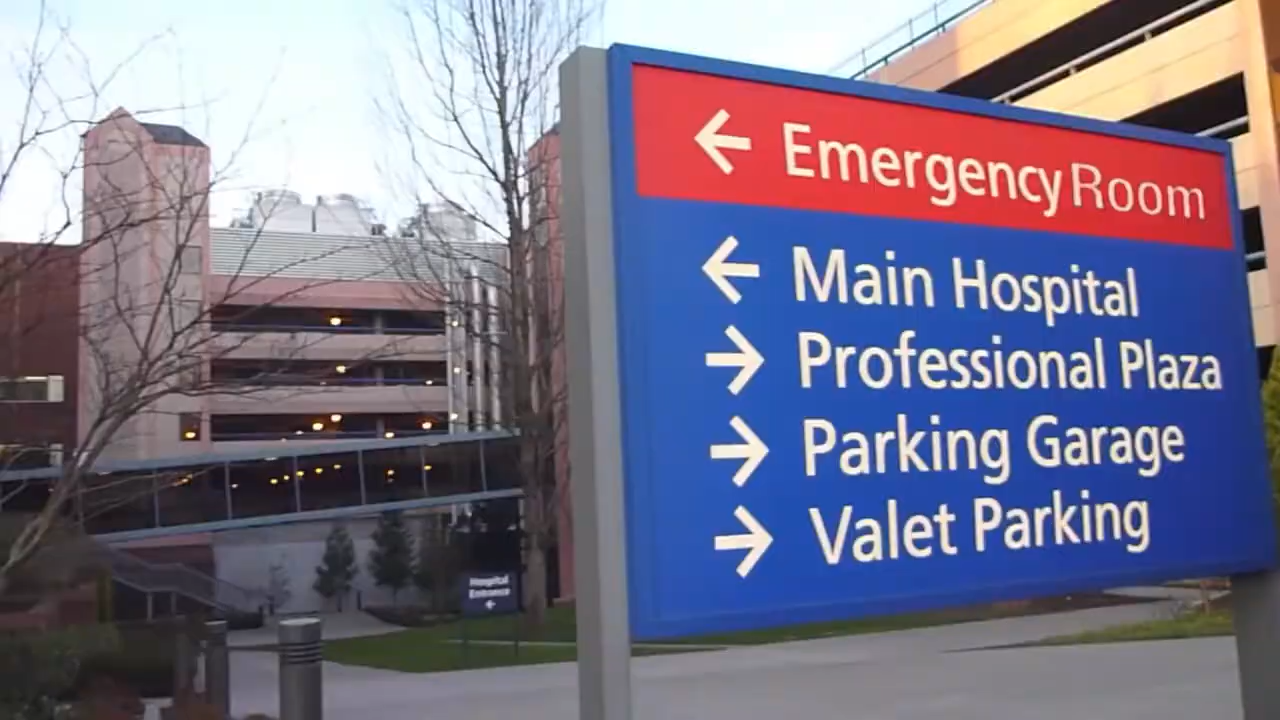 Emergency Room
Main Hospital
Professional Plaza
Parking Garage
Valet Parking
Hospital
Entrance